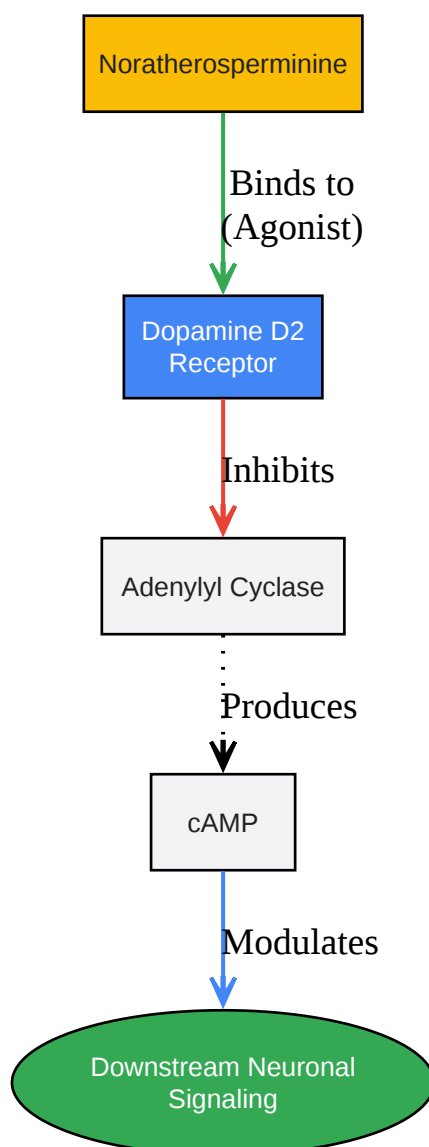 Noratherosperminine
Binds to
(Agonist)
Dopamine D2
Receptor
Inhibits
Adenylyl Cyclase
Produces
cAMP
Modulates
Downstream Neuronal
Signaling